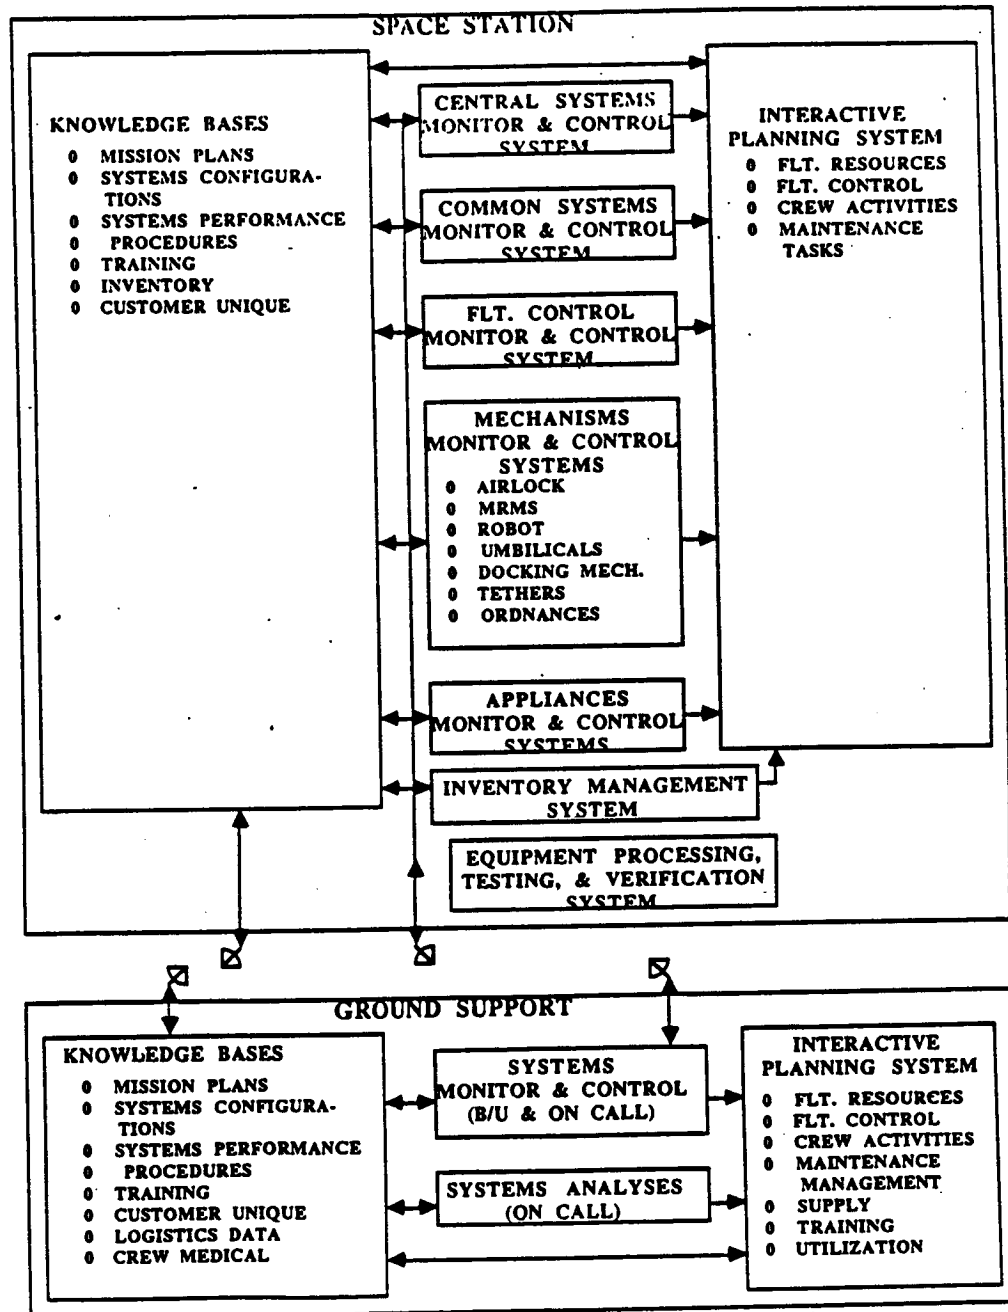 SPACE STATION
KNOWLEDGE BASES
0 MISSION PLANS
0 SYSTEMS CONFIGURA-
TIONS
0 SYSTEMS PERFORMANCE
0 PROCEDURES
0 TRAINING
0 INVENTORY
0 CUSTOMER UNIQUE
CENTRAL SYSTEMS
MONITOR & CONTROL
SYSTEM
COMMON SYSTEMS
MONITOR & CONTROL
SYSTEM
FLT. CONTROL
MONITOR & CONTROL
SYSTEM
MECHANISMS
MONITOR & CONTROL
SYSTEMS
0 AIRLOCK
0 MRMS
0 ROBOT
0 UMBILICALS
0 DOCKING MECH.
0 TETHERS
0 ORDNANCES
APPLIANCES
MONITOR & CONTROL
SYSTEMS
INVENTORY MANAGEMENT
SYSTEM
EQUIPMENT PROCESSING,
TESTING, & VERIFICATION
SYSTEM
INTERACTIVE
PLANNING SYSTEM
0 FLT. RESOURCES
0 FLT. CONTROL
0 CREW ACTIVITIES
0 MAINTENANCE
TASKS
GROUND SUPPORT
KNOWLEDGE BASES
0 MISSION PLANS
0 SYSTEMS CONFIGURA-
TIONS
0 SYSTEMS PERFORMANCE
0 PROCEDURES
0 TRAINING
0 CUSTOMER UNIQUE
0 LOGISTICS DATA
0 CREW MEDICAL
SYSTEMS
MONITOR & CONTROL
(B/U & ON CALL)
SYSTEMS ANALYSES
(ON CALL)
INTERACTIVE
PLANNING SYSTEM
0 FLT. RESOURCES
0 FLT. CONTROL
0 CREW ACTIVITIES
0 MAINTENANCE
MANAGEMENT
0 SUPPLY
0 TRAINING
0 UTILIZATION